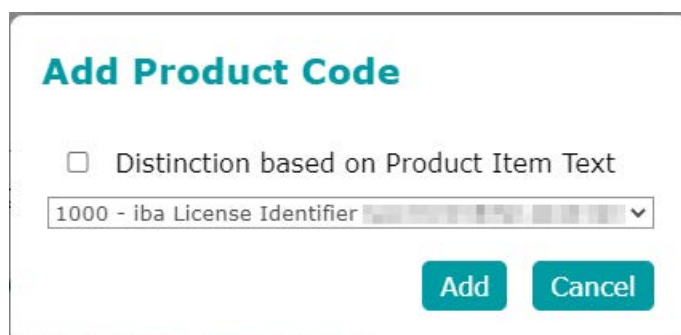 Add Product Code
Distinction based on Product Item Text
1000 - iba License Identifier
Add Cancel